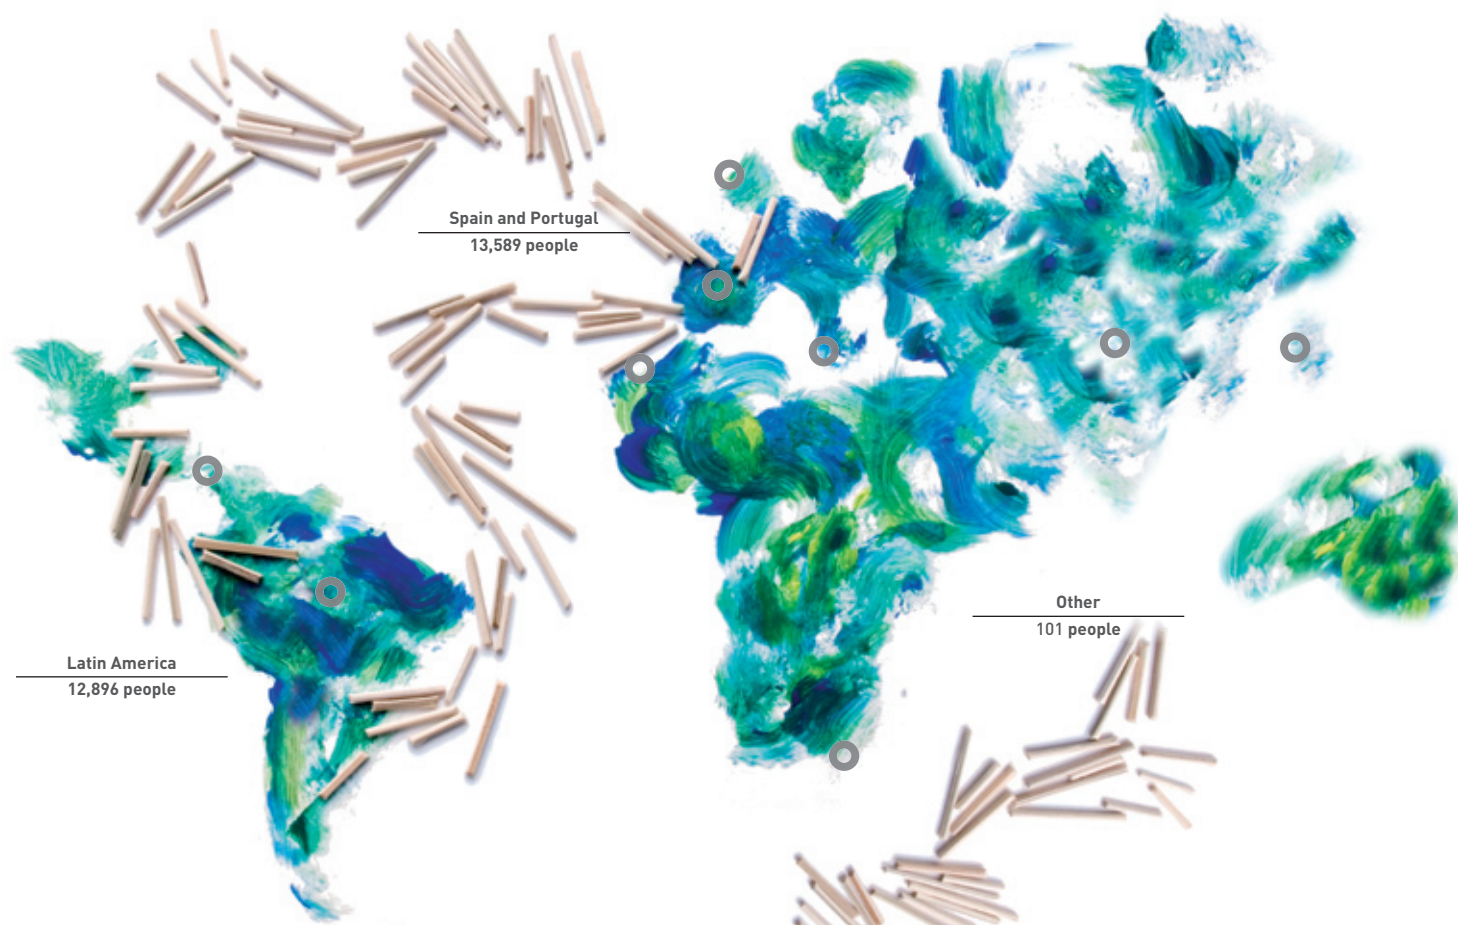 Spain and Portugal
13,589 people
Other
101 people
Latin America
12,896 people